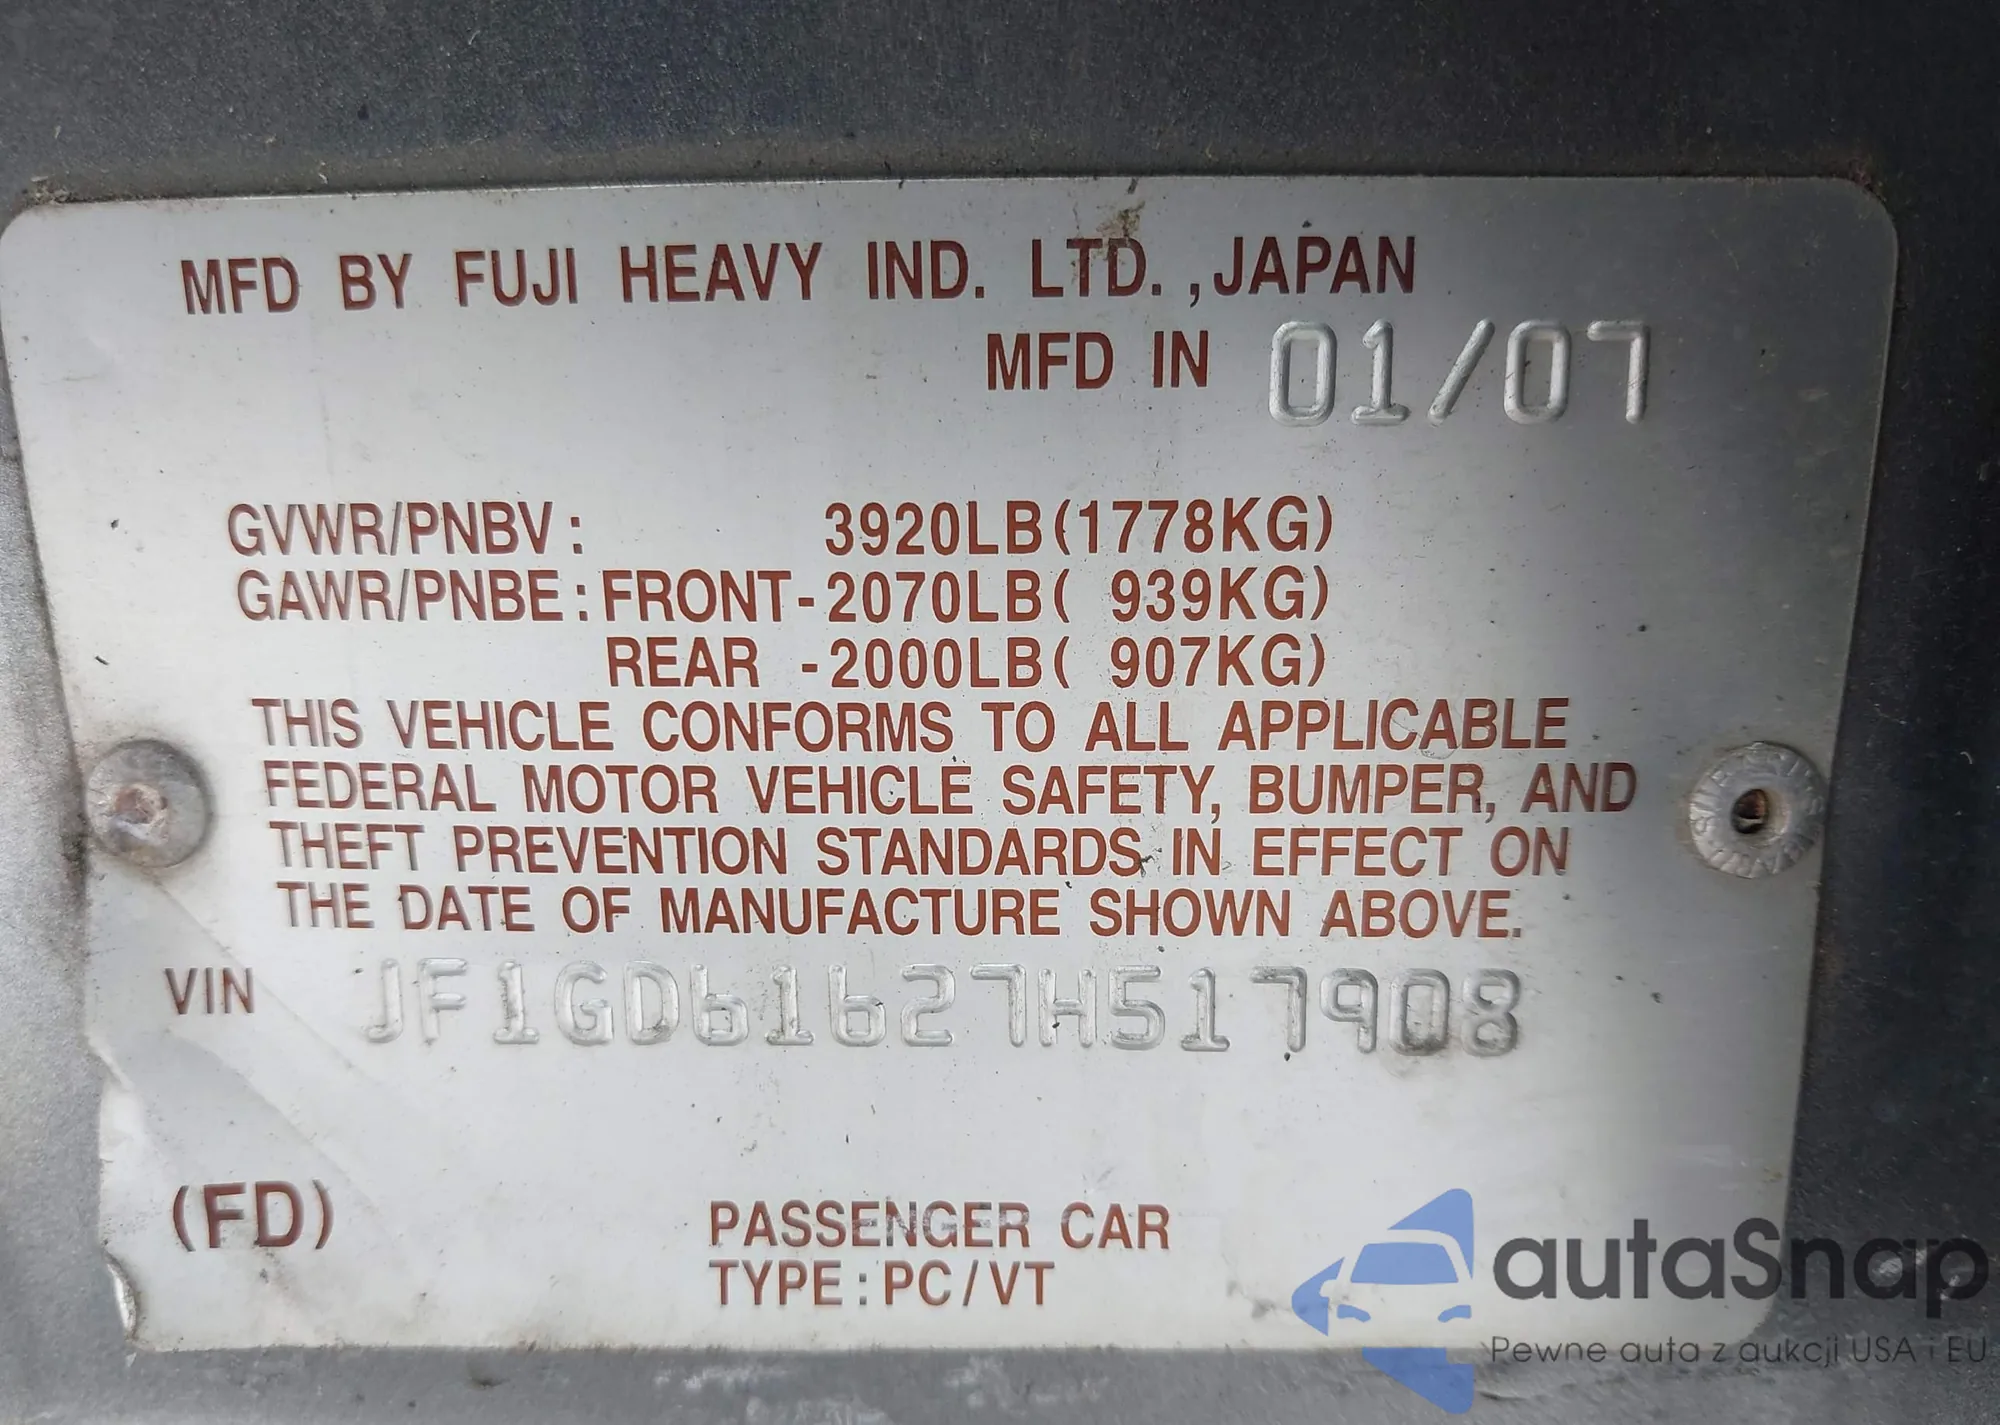 MFD BY FUJI HEAVY IND. LTD.,JAPAN
MFD IN 01/07
GVWR/PNBV: 3920LB(1778KG)
GAWR/PNBE:FRONT-2070LB( 939KG)
REAR -2000LB( 907KG)
THIS VEHICLE CONFORMS TO ALL APPLICABLE
FEDERAL MOTOR VEHICLE SAFETY, BUMPER, AND
THEFT PREVENTION STANDARDS IN EFFECT ON
THE DATE OF MANUFACTURE SHOWN ABOVE.
VIN JF1GD61627H517908
(FD)
PASSENGER CAR
TYPE:PC/VT
autaSnap
Pewne auta z aukcji USA i EU